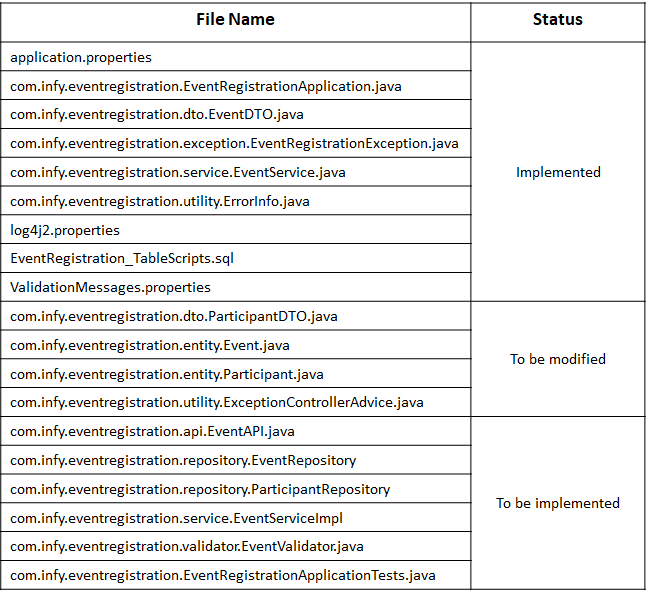 File Name
Status
application.properties
com.infy.eventregistration.EventRegistrationApplication.java
com.infy.eventregistration.dto.EventDTO.java
com.infy.eventregistration.exception.EventRegistrationException.java
com.infy.eventregistration.service.EventService.java
Implemented
com.infy.eventregistration.utility.ErrorInfo.java
log4j2.properties
EventRegistration_TableScripts.sql
ValidationMessages.properties
com.infy.eventregistration.dto.ParticipantDTO.java
com.infy.eventregistration.entity.Event.java
To be modified
com.infy.eventregistration.entity.Participant.java
com.infy.eventregistration.utility.ExceptionControllerAdvice.java
com.infy.eventregistration.api.EventAPI.java
com.infy.eventregistration.repository.EventRepository
com.infy.eventregistration.repository.ParticipantRepository
To be implemented
com.infy.eventregistration.service.EventServiceImpl
com.infy.eventregistration.validator.EventValidator.java
com.infy.eventregistration.EventRegistrationApplicationTests.java